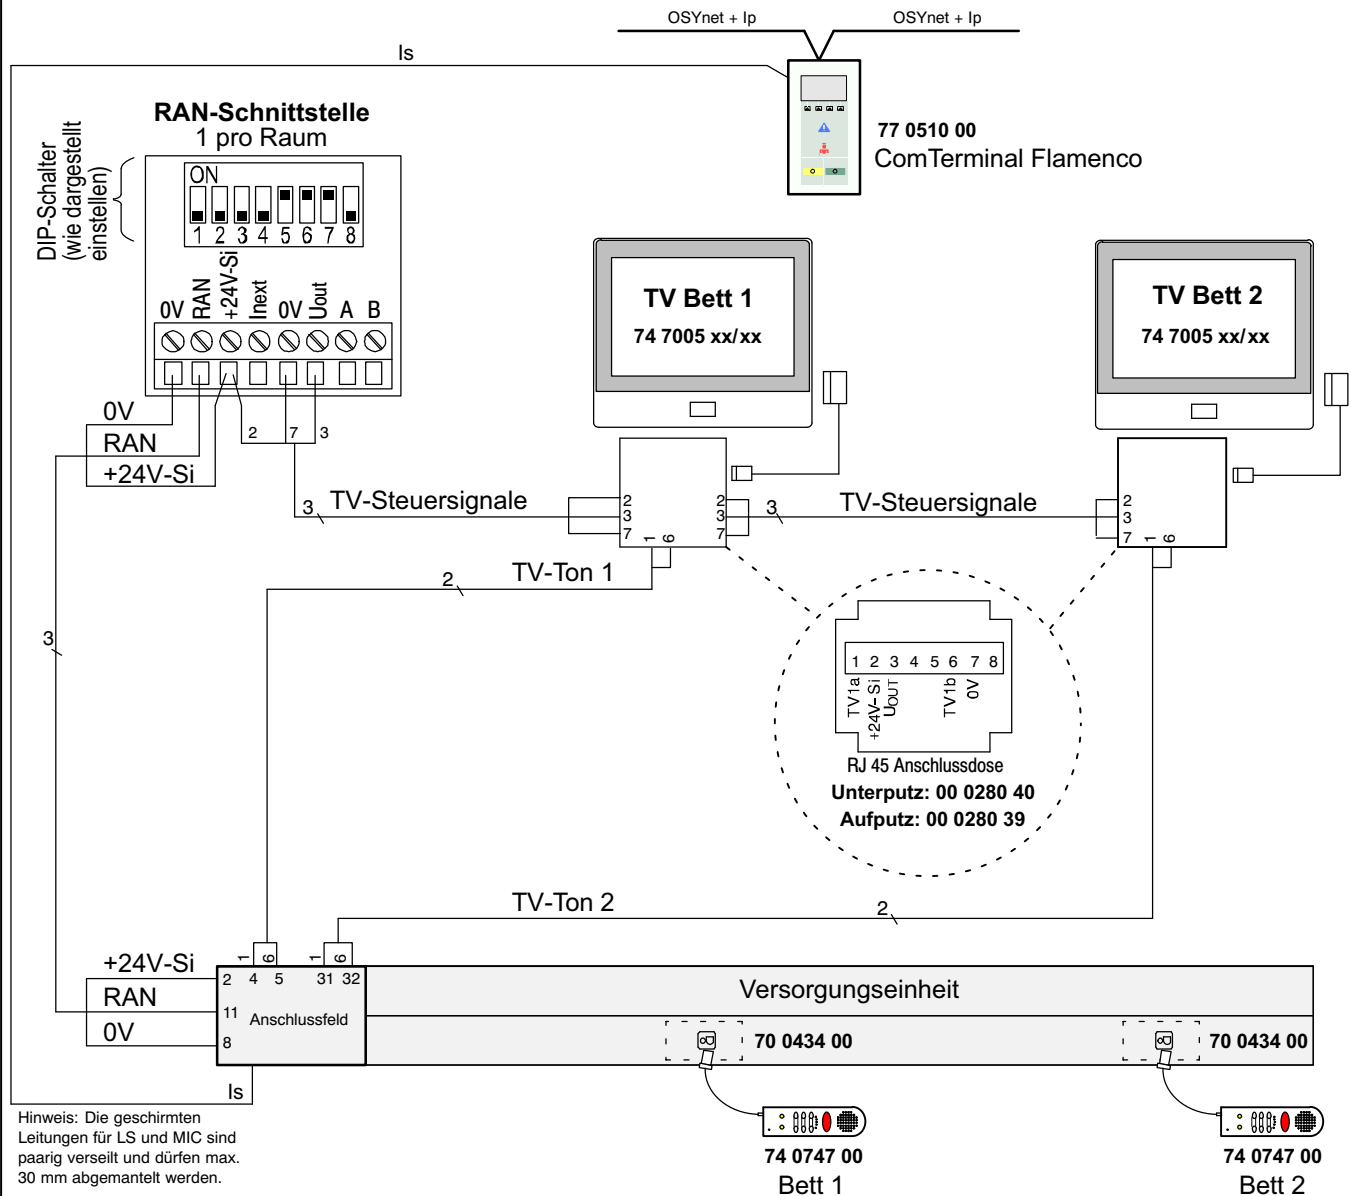 OSYnet + Ip
OSYnet + Ip
Is
RAN-Schnittstelle
1 pro Raum
DIP-Schalter
(wie dargestellt
einstellen)
ON
1 2 3 4 5 6 7 8
0V RAN +24V-Si Inext 0V Uout A B
0V
RAN
+24V-Si
2 7 3
77 0510 00
ComTerminal Flamenco
TV Bett 1
74 7005 xx/xx
TV Bett 2
74 7005 xx/xx
3
TV-Steuersignale
2
3
7
2
3
7
1 6
3
TV-Steuersignale
2
3
7
1 6
2
TV-Ton 1
3
1 2 3 4 5 6 7 8
TV1a +24V-Si UOUT TV1b 0V
RJ 45 Anschlussdose
Unterputz: 00 0280 40
Aufputz: 00 0280 39
TV-Ton 2
2
1 6 1 6
+24V-Si
RAN
0V
2 4 5 31 32
11
8
Anschlussfeld
Versorgungseinheit
70 0434 00
70 0434 00
Is
Hinweis: Die geschirmten
Leitungen für LS und MIC sind
paarig verseilt und dürfen max.
30 mm abgemantelt werden.
74 0747 00
Bett 1
74 0747 00
Bett 2